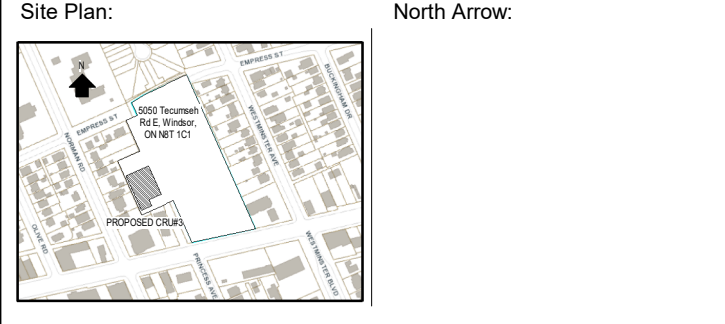 Site Plan:
North Arrow:
N
EMPRESS ST
BUCKINGHAM DR
5050 Tecumseh
Rd E, Windsor,
ON N8T 1C1
EMPRESS ST
NORMAN RD
WESTMINSTER AVE
PROPOSED CRU#3
OLIVE RD
PRINCESS AVE
WESTMINSTER BLVD